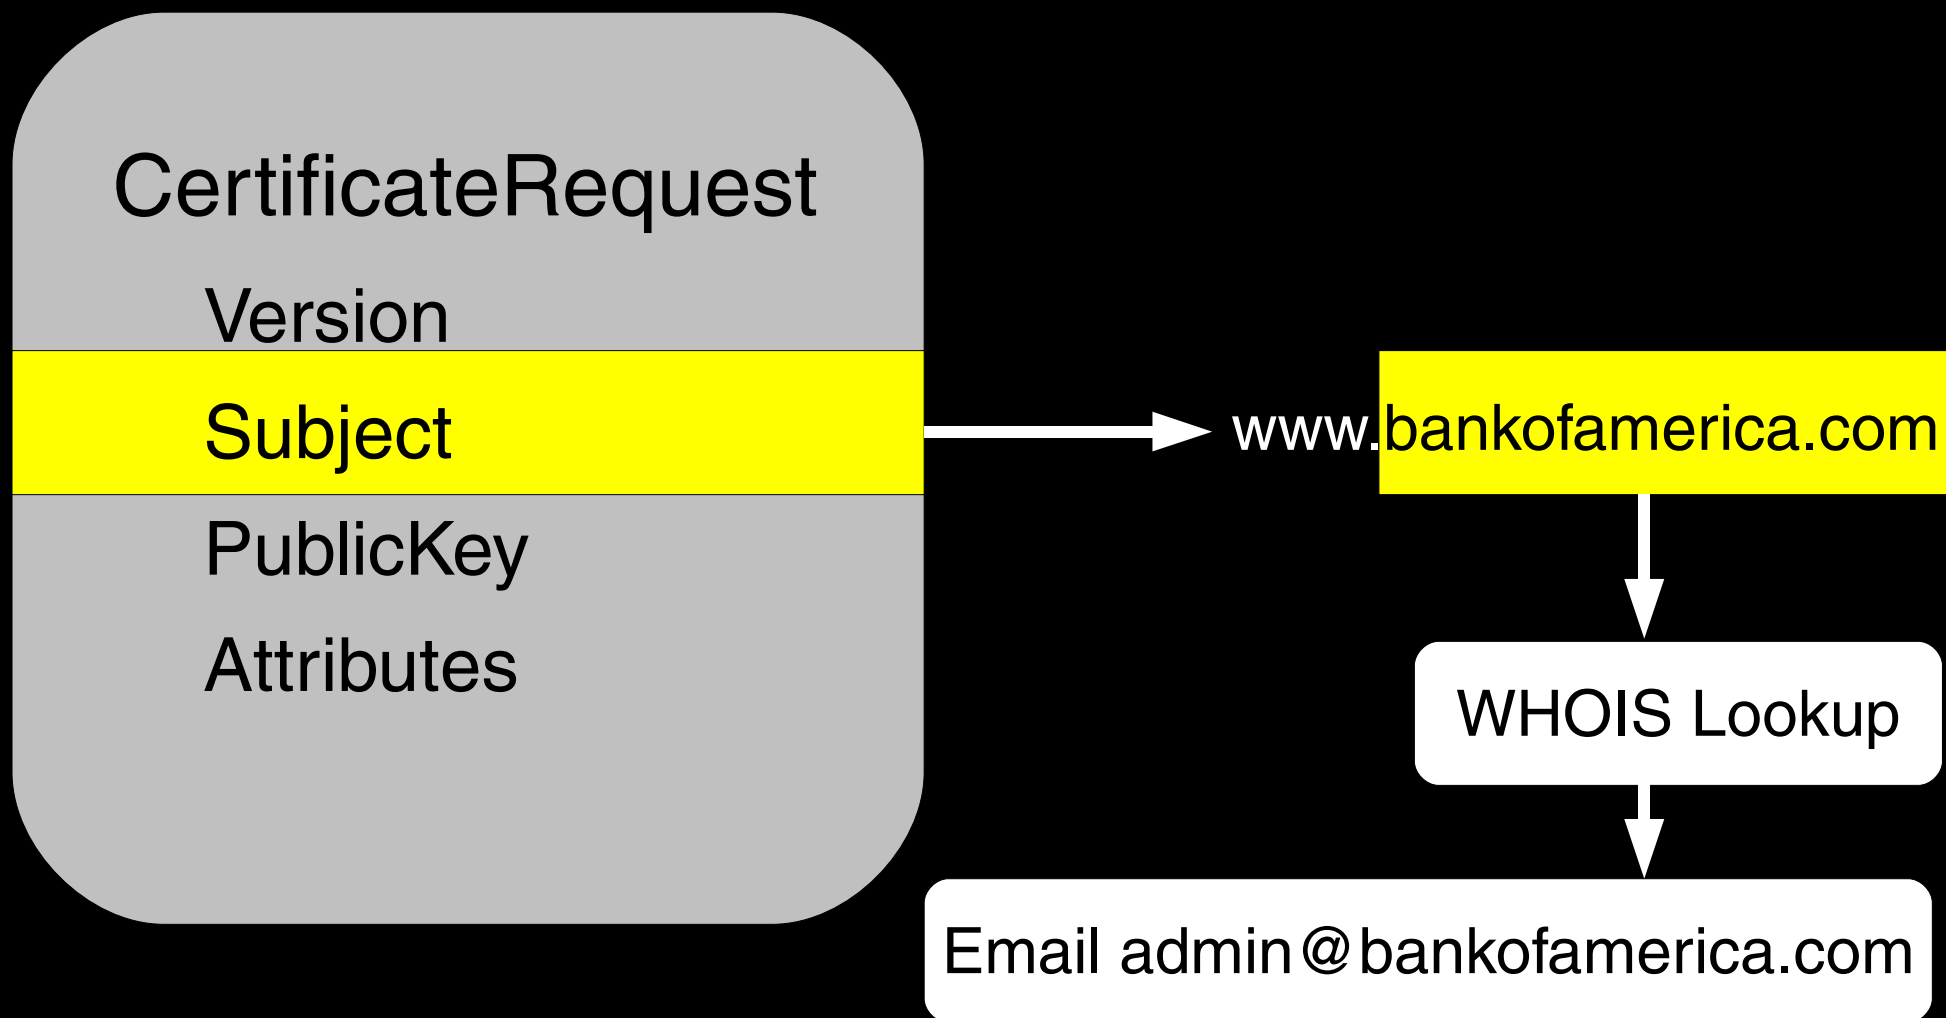 CertificateRequest
Version
Subject
PublicKey
Attributes
www.bankofamerica.com
WHOIS Lookup
Email admin@bankofamerica.com